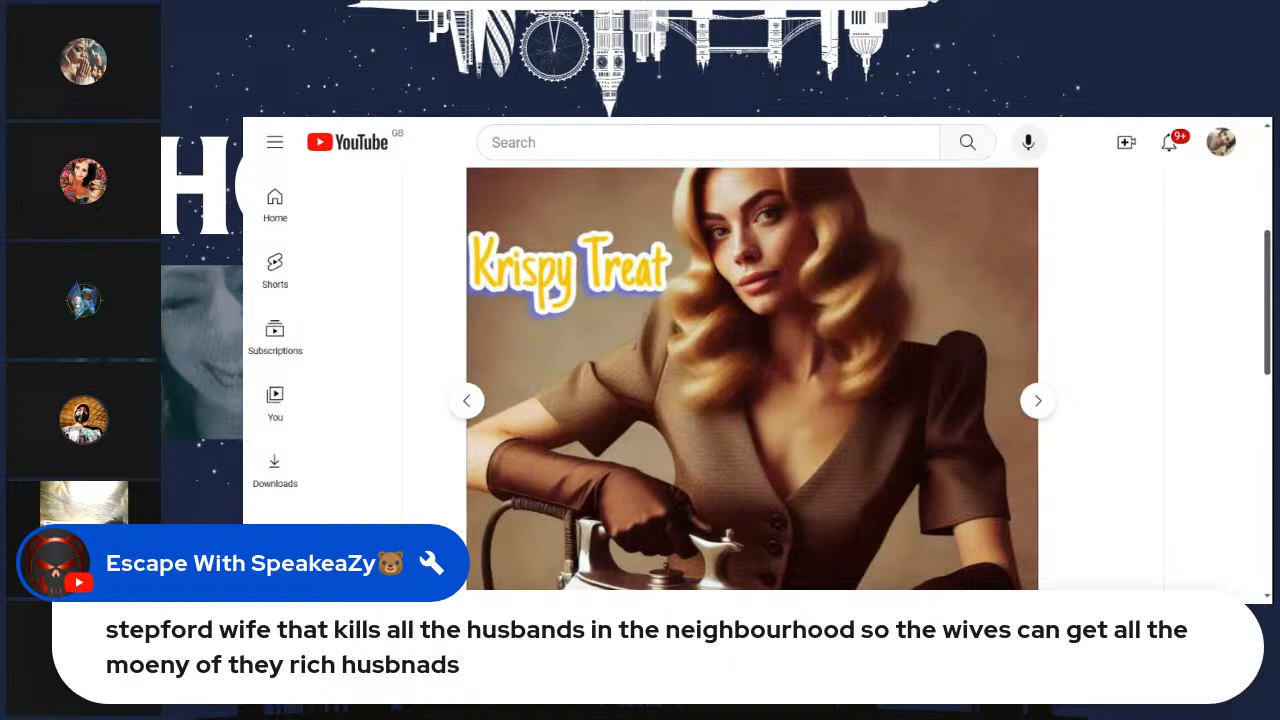 HO
YouTube GB
Search
9+
Home
Shorts
Subscriptions
You
Downloads
Krispy Treat
Escape With SpeakeaZy🐻
stepford wife that kills all the husbands in the neighbourhood so the wives can get all the
moeny of they rich husbnads